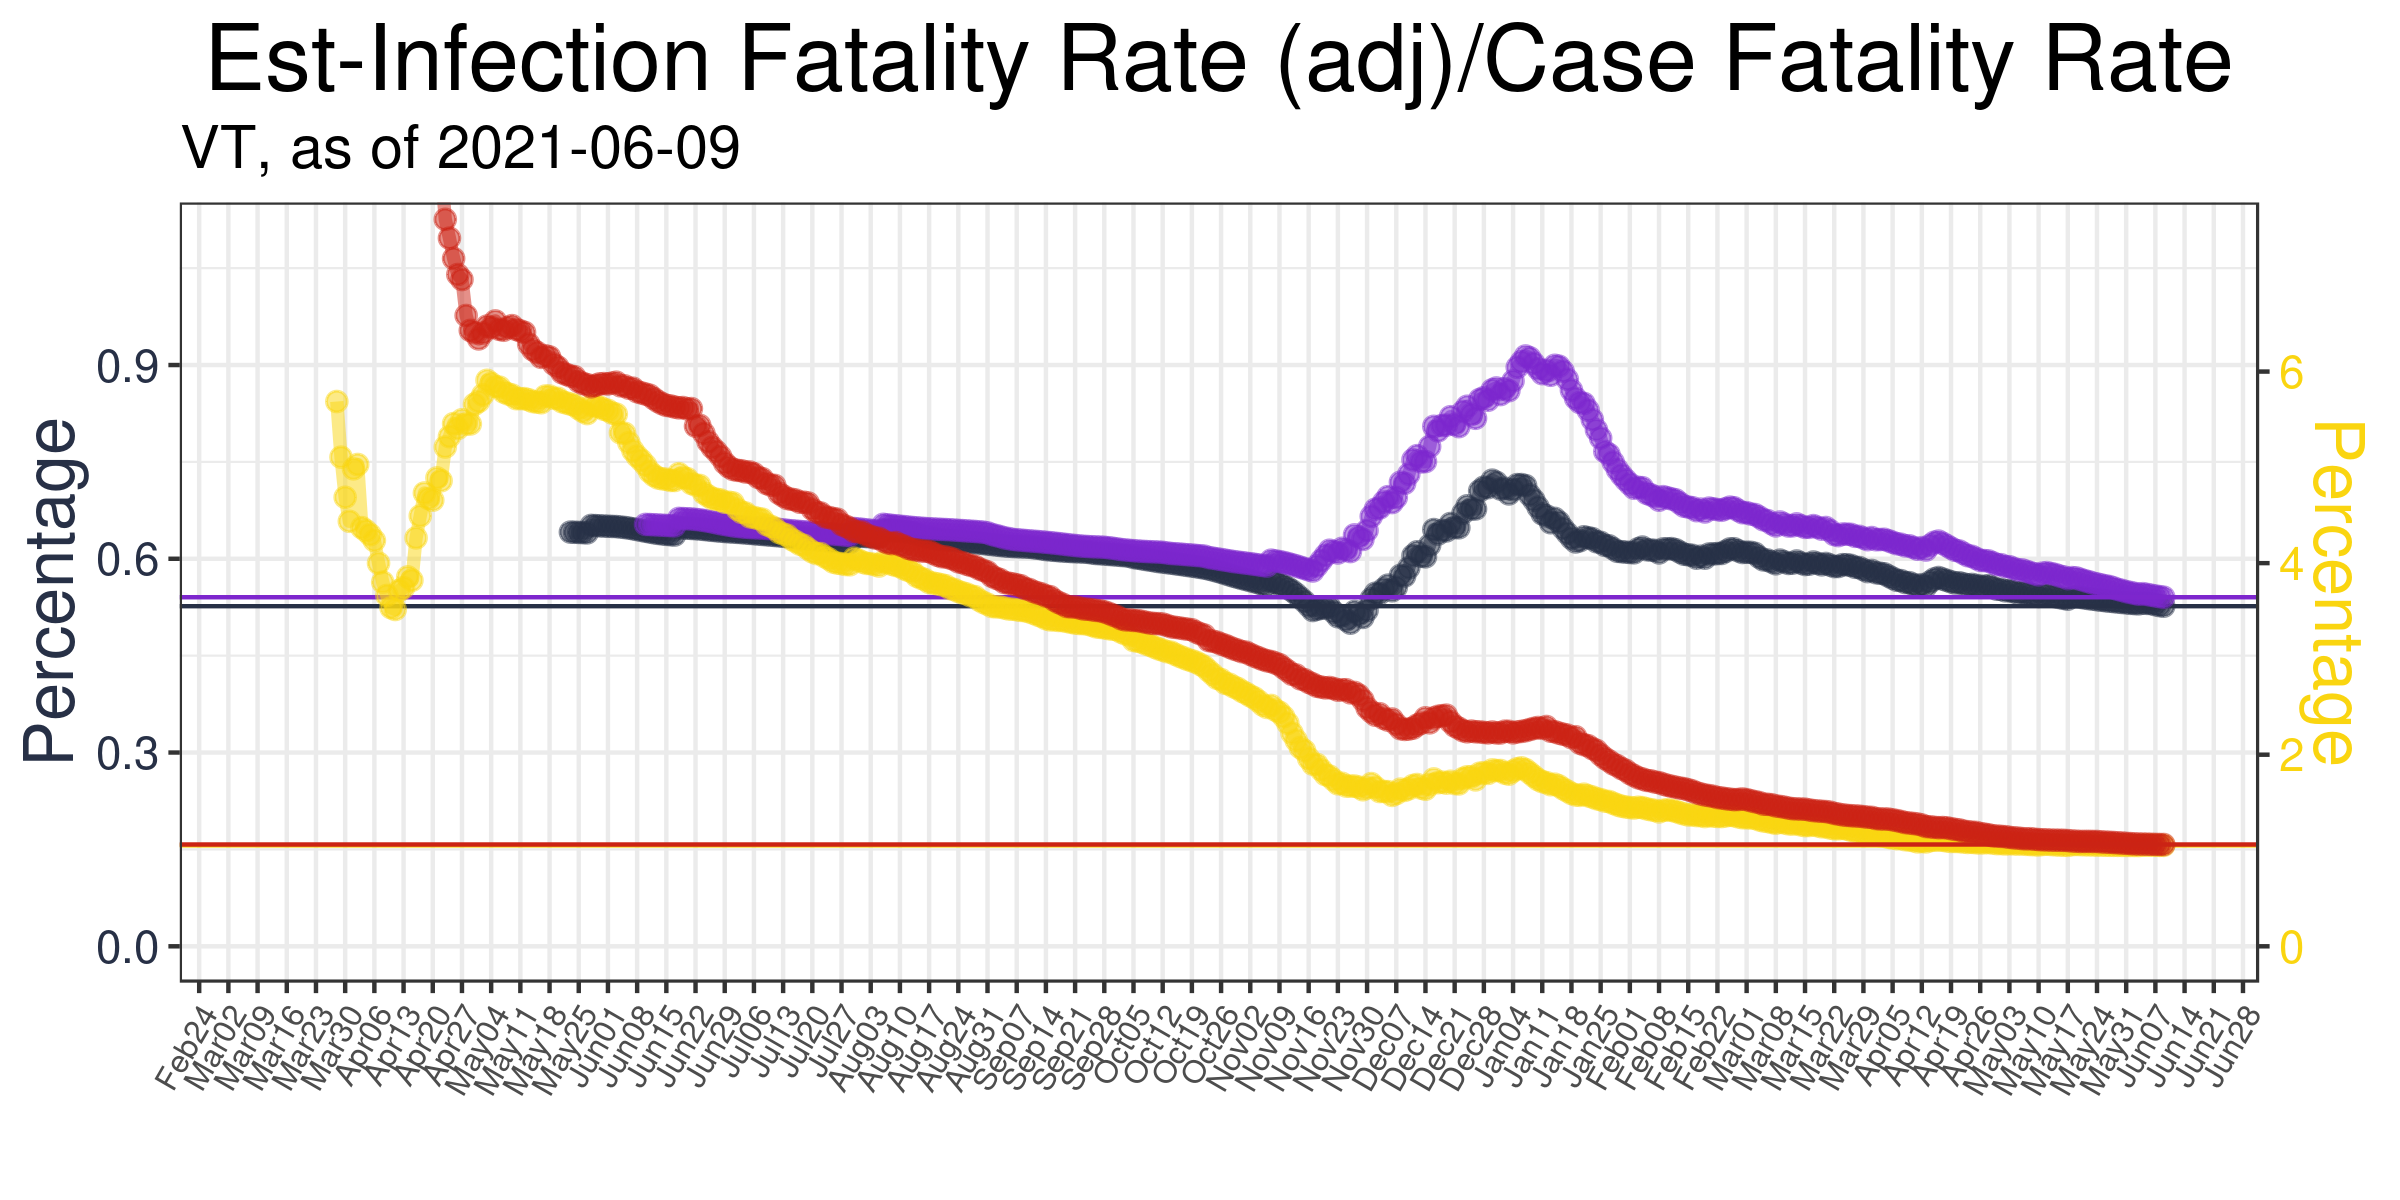 Est-Infection Fatality Rate (adj)/Case Fatality Rate
VT, as of 2021-06-09
Percentage
0.9
0.6
0.3
0.0
6
4
2
0
Percentage
Feb24
Mar02
Mar09
Mar16
Mar23
Mar30
Apr06
Apr13
Apr20
Apr27
May04
May11
May18
May25
Jun01
Jun08
Jun15
Jun22
Jun29
Jul06
Jul13
Jul20
Jul27
Aug03
Aug10
Aug17
Aug24
Aug31
Sep07
Sep14
Sep21
Sep28
Oct05
Oct12
Oct19
Oct26
Nov02
Nov09
Nov16
Nov23
Nov30
Dec07
Dec14
Dec21
Dec28
Jan04
Jan11
Jan18
Jan25
Feb01
Feb08
Feb15
Feb22
Mar01
Mar08
Mar15
Mar22
Mar29
Apr05
Apr12
Apr19
Apr26
May03
May10
May17
May24
May31
Jun07
Jun14
Jun21
Jun28